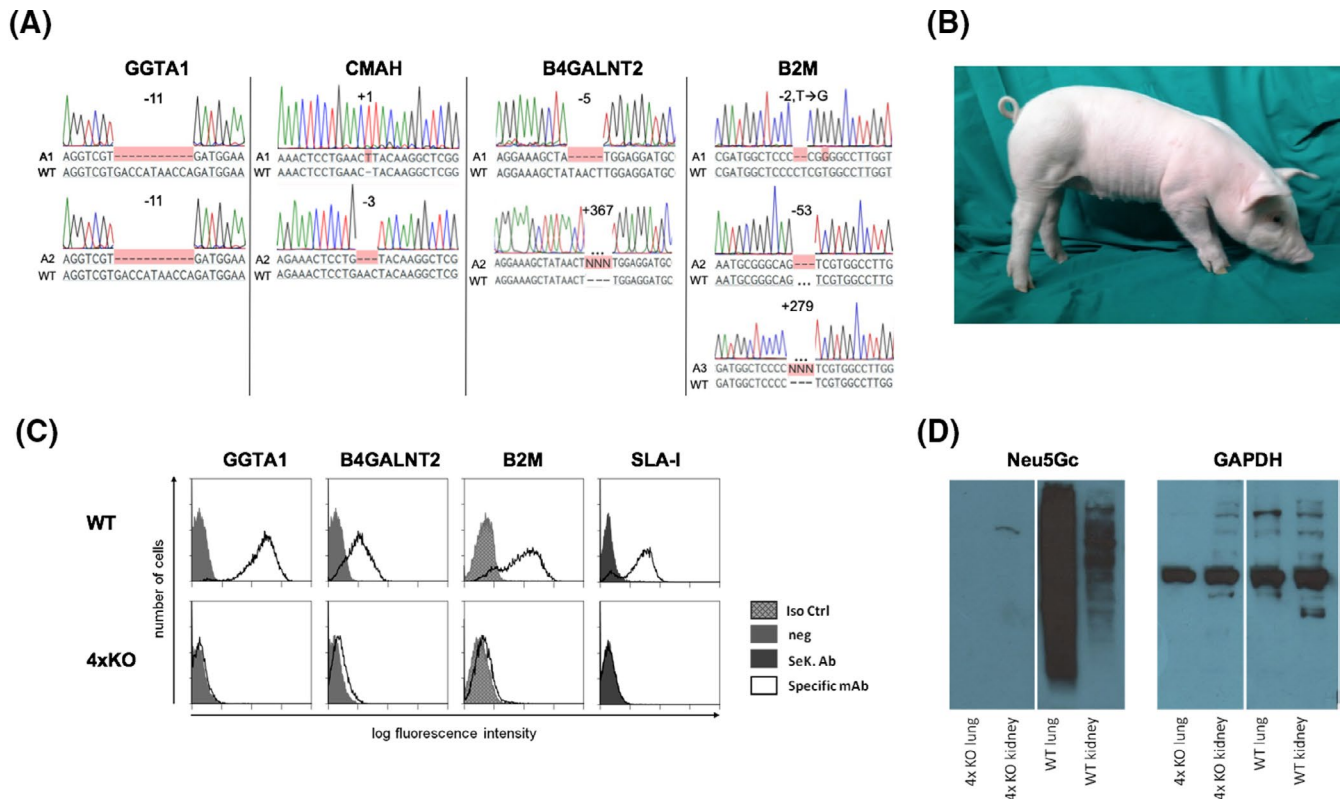 (A)
GGTA1
-11
A1 AGGTCGT-----------GATGGAA
WT AGGTCGTGACCATAACCAGATGGAA
-11
A2 AGGTCGT-----------GATGGAA
WT AGGTCGTGACCATAACCAGATGGAA
CMAH
+1
A1 AAACTCCTGAACTTACAAGGCTCGG
WT AAACTCCTGAAC-TACAAGGCTCGG
-3
A2 AGAAACTCCTG---TACAAGGCTCG
WT AGAAACTCCTGAACTACAAGGCTCG
B4GALNT2
-5
A1 AGGAAAGCTA-----TGGAGGATGC
WT AGGAAAGCTATAACTTGGAGGATGC
+367
...
A2 AGGAAAGCTATAACTNNNTGGAGGATGC
WT AGGAAAGCTATAACT---TGGAGGATGC
B2M
-2,T→G
A1 CGATGGCTCCC--CGGGGCCTTGGT
WT CGATGGCTCCCCTCGTGGCCTTGGT
-53
A2 AATGCGGGCAG---TCGTGGCCTTG
WT AATGCGGGCAG...TCGTGGCCTTG
+279
...
A3 GATGGCTCCCCNNNTCGTGGCCTTGG
WT GATGGCTCCCC---TCGTGGCCTTGG
(B)
(C)
GGTA1 B4GALNT2 B2M SLA-I
WT
4xKO
number of cells
log fluorescence intensity
Iso Ctrl
neg
SeK. Ab
Specific mAb
(D)
Neu5Gc GAPDH
4x KO lung
4x KO kidney
WT lung
WT kidney
4x KO lung
4x KO kidney
WT lung
WT kidney